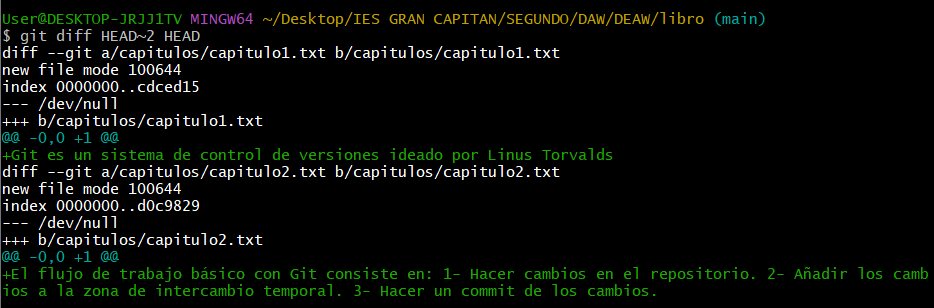 User@DESKTOP-JRJJ1TV MINGW64 ~/Desktop/IES GRAN CAPITAN/SEGUNDO/DAW/DEAW/libro (main)
$ git diff HEAD~2 HEAD
diff --git a/capitulos/capitulo1.txt b/capitulos/capitulo1.txt
new file mode 100644
index 0000000..cdced15
--- /dev/null
+++ b/capitulos/capitulo1.txt
@@ -0,0 +1 @@
+Git es un sistema de control de versiones ideado por Linus Torvalds
diff --git a/capitulos/capitulo2.txt b/capitulos/capitulo2.txt
new file mode 100644
index 0000000..d0c9829
--- /dev/null
+++ b/capitulos/capitulo2.txt
@@ -0,0 +1 @@
+El flujo de trabajo básico con Git consiste en: 1- Hacer cambios en el repositorio. 2- Añadir los camb
ios a la zona de intercambio temporal. 3- Hacer un commit de los cambios.